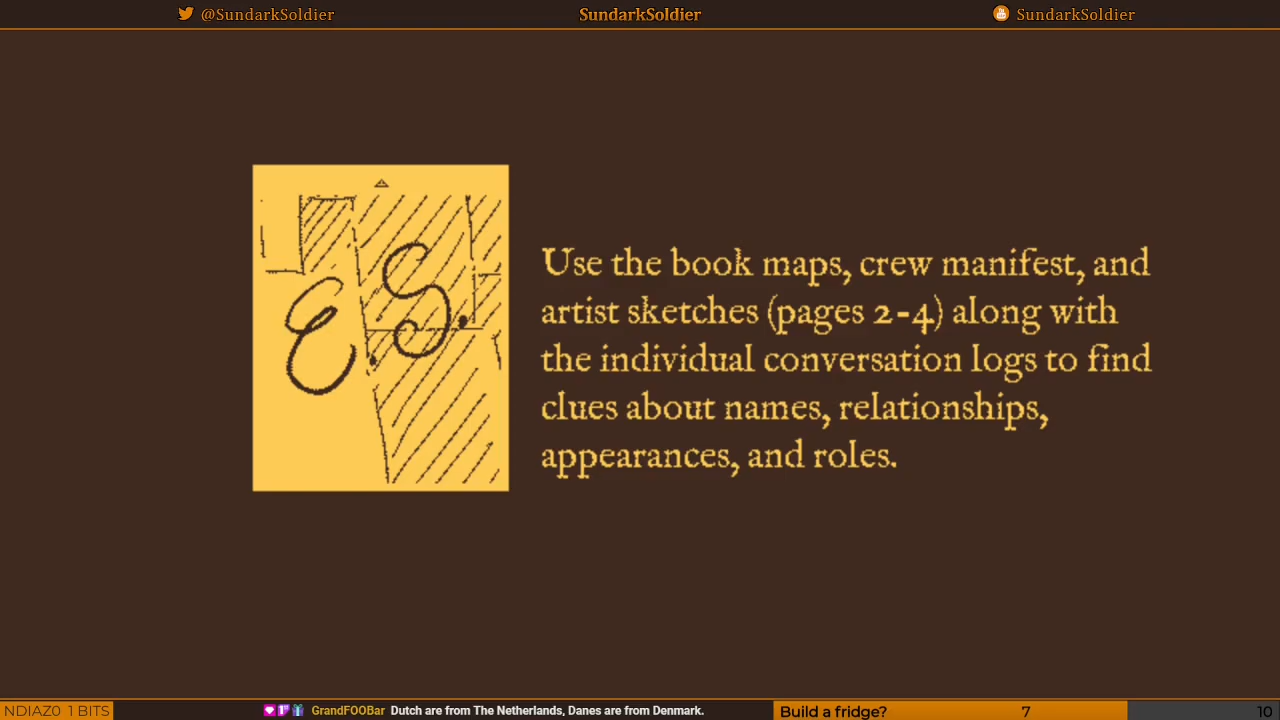 @SundarkSoldier
SundarkSoldier
SundarkSoldier
E. S.
Use the book maps, crew manifest, and
artist sketches (pages 2-4) along with
the individual conversation logs to find
clues about names, relationships,
appearances, and roles.
NDIAZ0 1 BITS
GrandFOOBar Dutch are from The Netherlands, Danes are from Denmark.
Build a fridge? 7 10